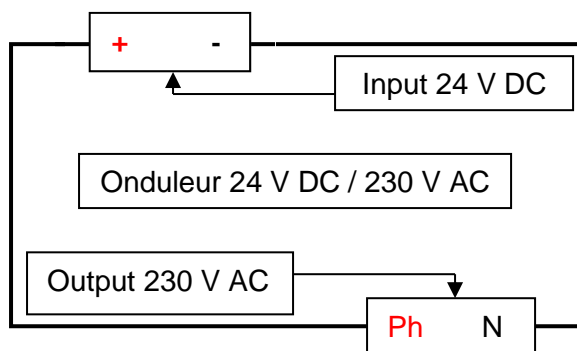 + -
Input 24 V DC
Onduleur 24 V DC / 230 V AC
Output 230 V AC
Ph N